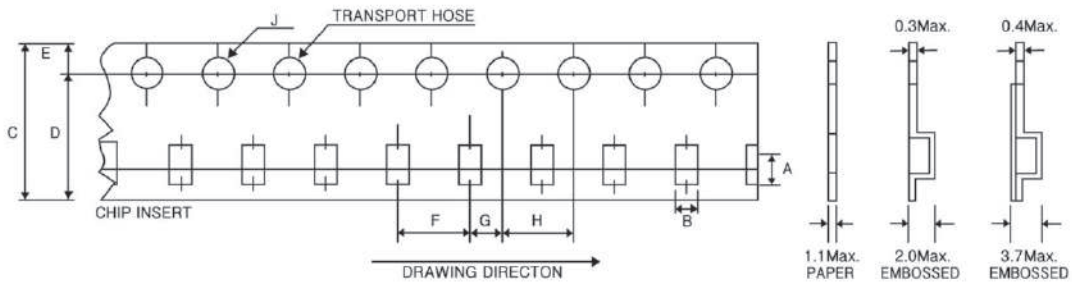 TRANSPORT HOSE
J
0.3Max.
0.4Max.
E
C
D
A
CHIP INSERT
F
G
H
B
DRAWING DIRECTON
1.1Max.
PAPER
2.0Max.
EMBOSSED
3.7Max.
EMBOSSED